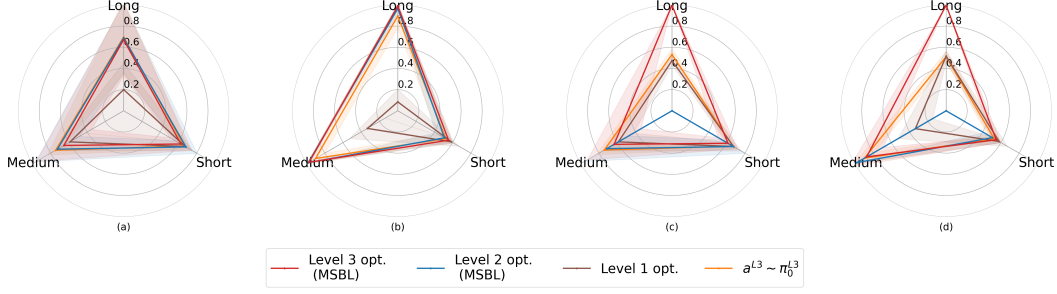 Long
0.8
0.6
0.4
0.2
Medium
Short
(a)
Long
0.8
0.6
0.4
0.2
Medium
Short
(b)
Long
0.8
0.6
0.4
0.2
Medium
Short
(c)
Long
0.8
0.6
0.4
0.2
Medium
Short
(d)
Level 3 opt.
(MSBL)
Level 2 opt.
(MSBL)
Level 1 opt.
$a^{L3} \sim \pi_0^{L3}$